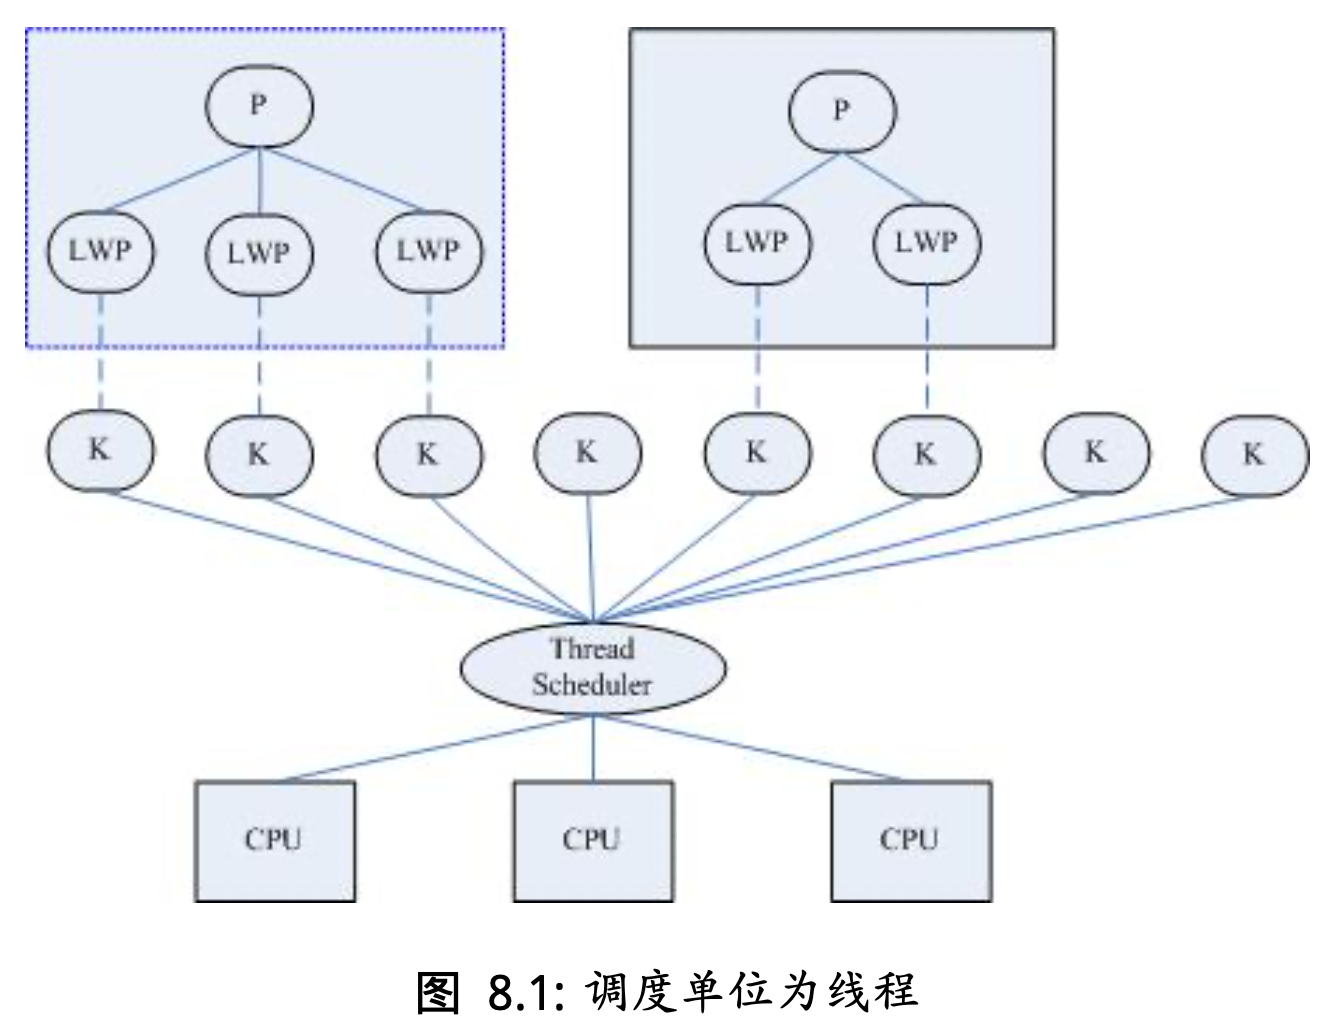 P
P
LWP
LWP
LWP
LWP
LWP
K
K
K
K
K
K
K
K
Thread
Scheduler
CPU
CPU
CPU
图 8.1: 调度单位为线程